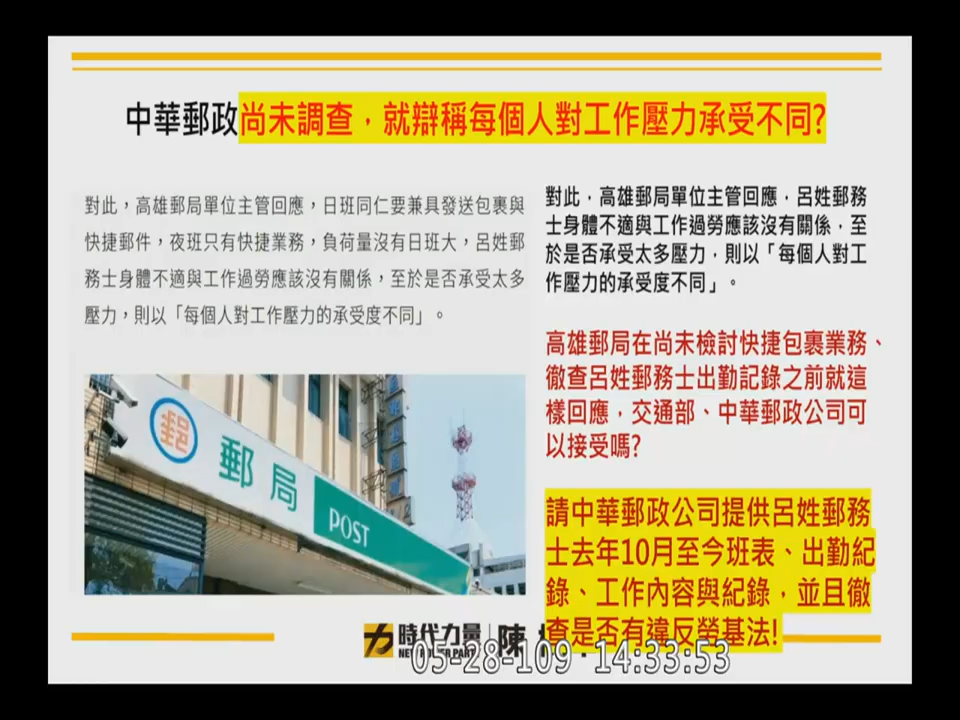 中華郵政尚未調查，就辯稱每個人對工作壓力承受不同?
對此，高雄郵局單位主管回應，日班同仁要兼具發送包裹與
快捷郵件，夜班只有快捷業務，負荷量沒有日班大，呂姓郵
務士身體不適與工作過勞應該沒有關係，至於是否承受太多
壓力，則以「每個人對工作壓力的承受度不同」。
郵局
POST
對此，高雄郵局單位主管回應，呂姓郵務
士身體不適與工作過勞應該沒有關係，至
於是否承受太多壓力，則以「每個人對工
作壓力的承受度不同」。
高雄郵局在尚未檢討快捷包裹業務、
徹查呂姓郵務士出勤記錄之前就這
樣回應，交通部、中華郵政公司可
以接受嗎?
請中華郵政公司提供呂姓郵務
士去年10月至今班表、出勤紀
錄、工作內容與紀錄，並且徹
查是否有違反勞基法!
時代力量 陳
NEW POWER PARTY
05-28-109 14:33:53